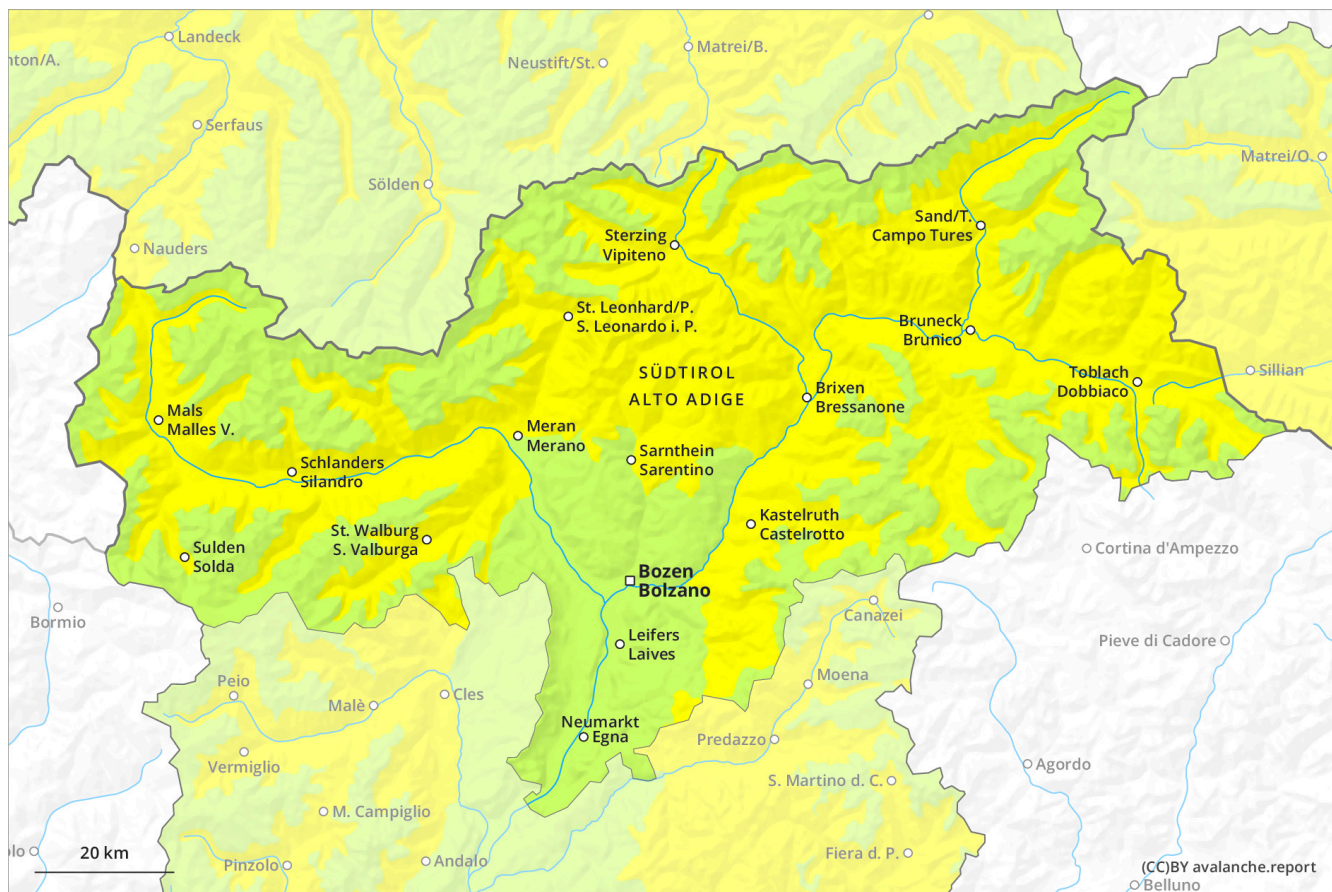 Landeck
nton/A.
Matrei/B.
Neustift/St.
Serfaus
Matrei/O.
Sölden
Nauders
Sand/T.
Campo Tures
Sterzing
Vipiteno
St. Leonhard/P.
S. Leonardo i. P.
Bruneck
Brunico
SÜDTIROL
ALTO ADIGE
Toblach
Dobbiaco
Sillian
Brixen
Bressanone
Mals
Malles V.
Meran
Merano
Sarnthein
Sarentino
Schlanders
Silandro
Kastelruth
Castelrotto
St. Walburg
S. Valburga
Sulden
Solda
Cortina d'Ampezzo
Bozen
Bolzano
Bormio
Canazei
Leifers
Laives
Pieve di Cadore
Peio
Moena
Malè
Cles
Neumarkt
Egna
Predazzo
Vermiglio
Agordo
S. Martino d. C.
M. Campiglio
olo
20 km
Pinzolo
Andalo
Fiera d. P.
(CC)BY avalanche.report
Belluno